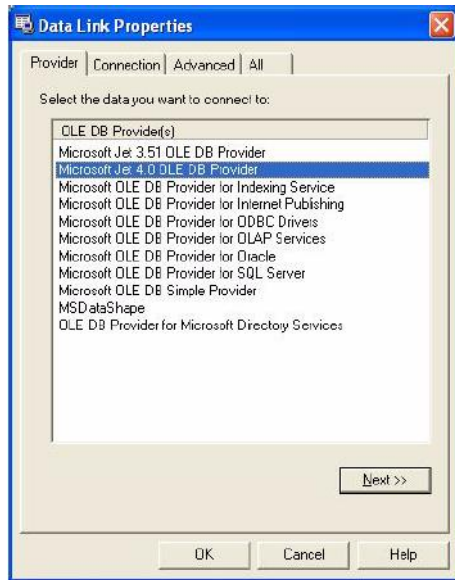 Data Link Properties
Provider Connection Advanced All
Select the data you want to connect to:
OLE DB Provider(s)
Microsoft Jet 3.51 OLE DB Provider
Microsoft Jet 4.0 OLE DB Provider
Microsoft OLE DB Provider for Indexing Service
Microsoft OLE DB Provider for Internet Publishing
Microsoft OLE DB Provider for ODBC Drivers
Microsoft OLE DB Provider for OLAP Services
Microsoft OLE DB Provider for Oracle
Microsoft OLE DB Provider for SQL Server
Microsoft OLE DB Simple Provider
MSDataShape
OLE DB Provider for Microsoft Directory Services
Next >>
OK Cancel Help